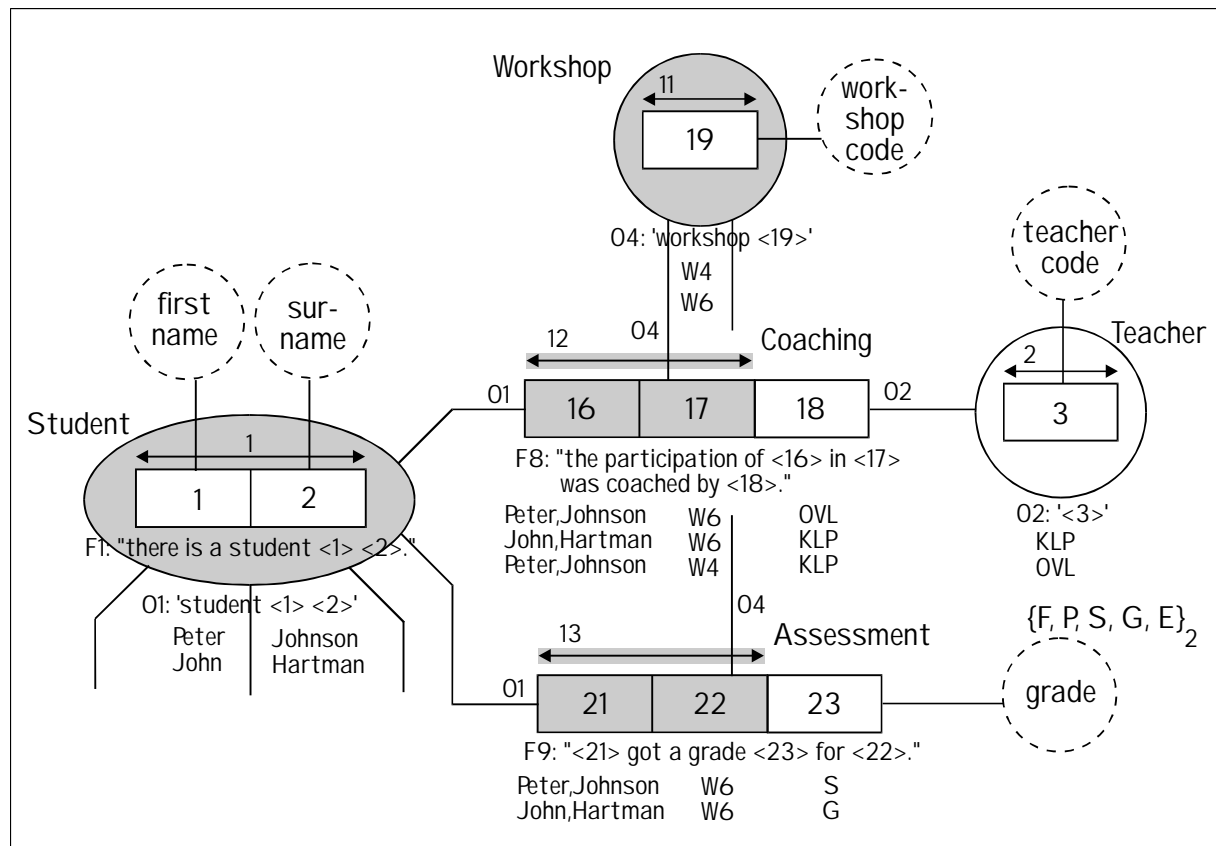 Workshop
11
19
work-
shop
code
O4: 'workshop <19>'
W4
W6
teacher
code
first
name
sur-
name
12
O4
Coaching
Teacher
2
3
O1
16 17 18
O2
Student
1
1 2
F8: "the participation of <16> in <17>
was coached by <18>."
Peter,Johnson W6 OVL
John,Hartman W6 KLP
Peter,Johnson W4 KLP
O2: '<3>'
KLP
OVL
F1: "there is a student <1> <2>."
O1: 'student <1> <2>'
Peter Johnson
John Hartman
O4
13
Assessment
{F, P, S, G, E}2
O1
21 22 23
grade
F9: "<21> got a grade <23> for <22>."
Peter,Johnson W6 S
John,Hartman W6 G